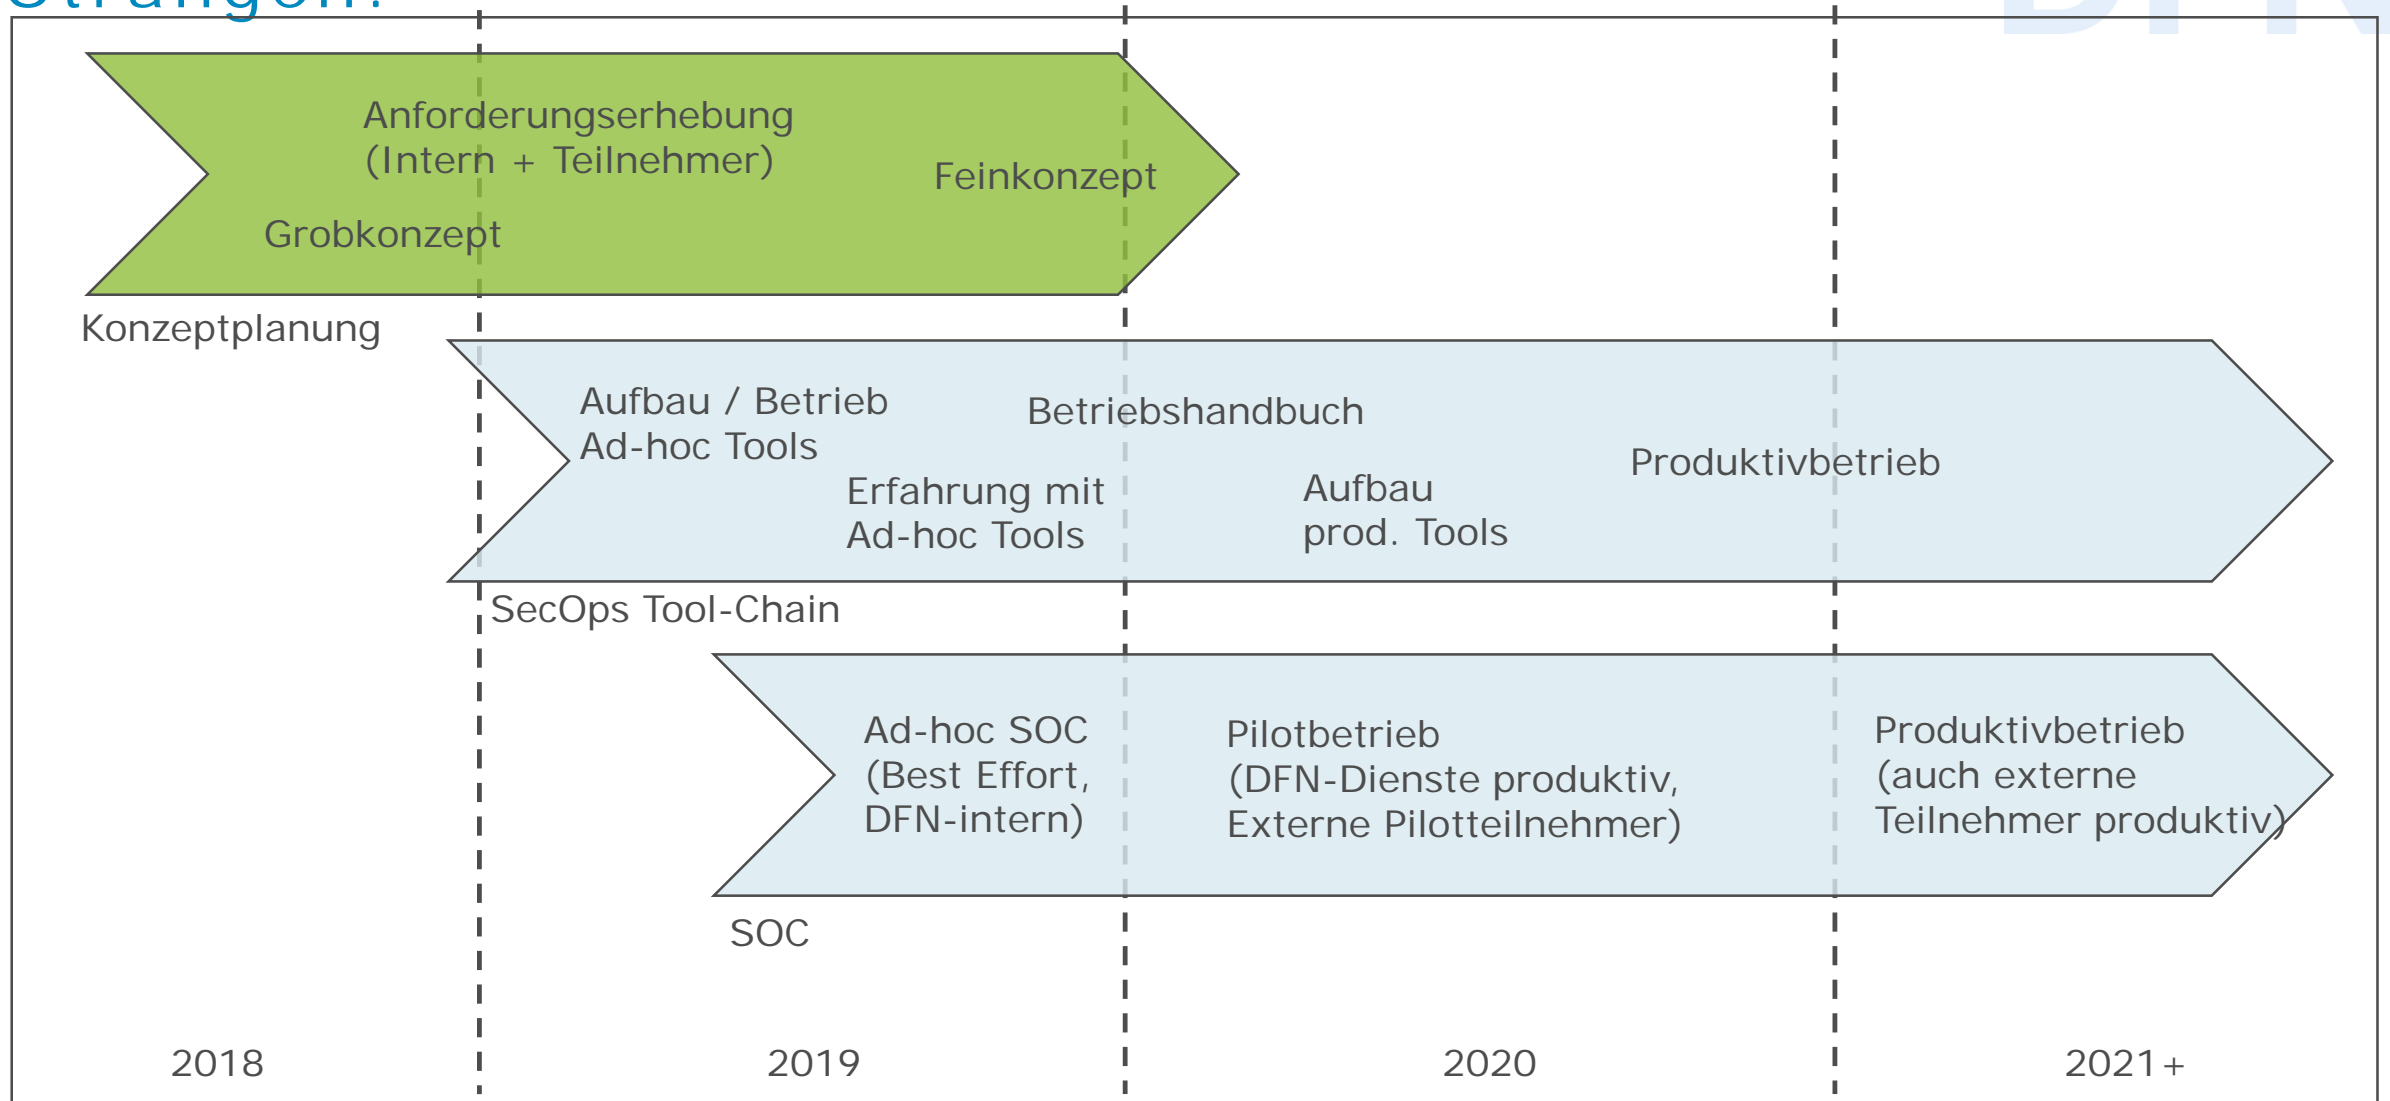 Anforderungserhebung
(Intern + Teilnehmer)
Feinkonzept
Grobkonzept
Konzeptplanung
Aufbau / Betrieb
Ad-hoc Tools
Betriebshandbuch
Erfahrung mit
Ad-hoc Tools
Aufbau
prod. Tools
Produktivbetrieb
SecOps Tool-Chain
Ad-hoc SOC
(Best Effort,
DFN-intern)
Pilotbetrieb
(DFN-Dienste produktiv,
Externe Pilotteilnehmer)
Produktivbetrieb
(auch externe
Teilnehmer produktiv)
SOC
2018
2019
2020
2021+